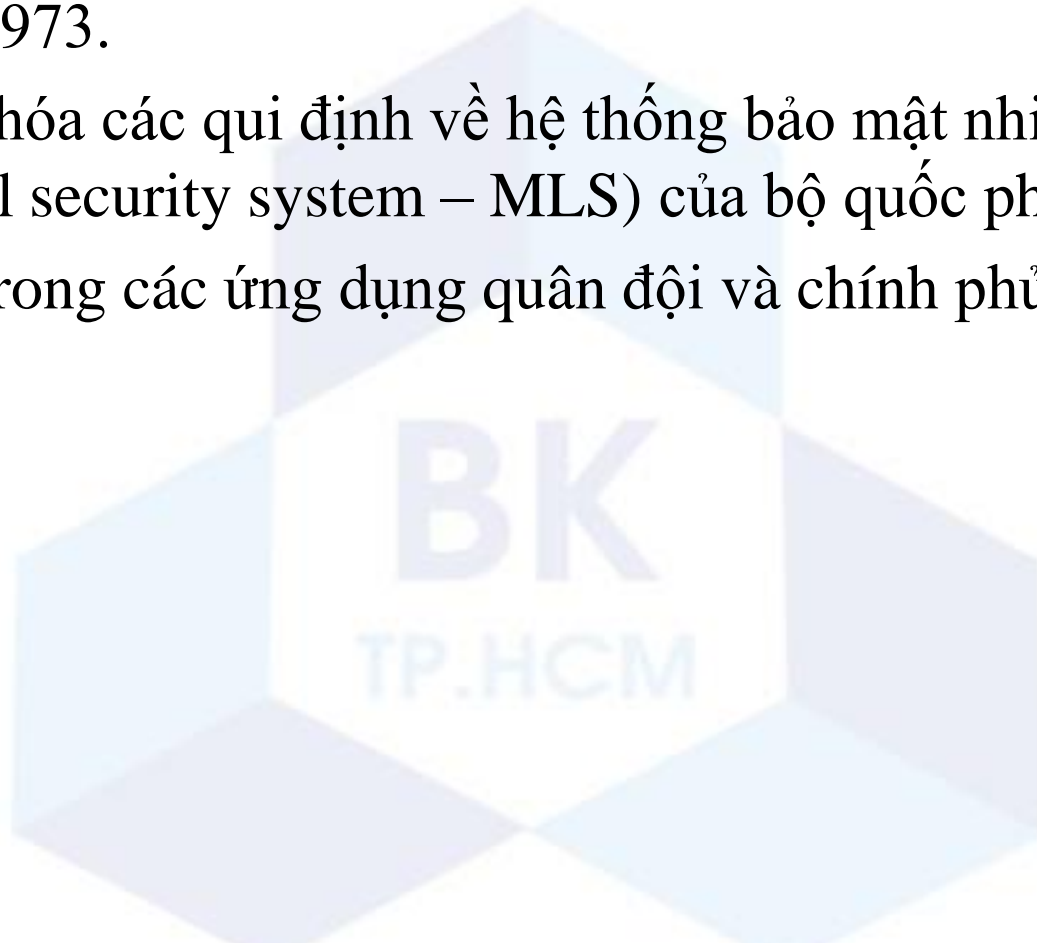 973.
hóa các qui định về hệ thống bảo mật nhi
l security system – MLS) của bộ quốc ph
rong các ứng dụng quân đội và chính phủ
BK
TP.HCM